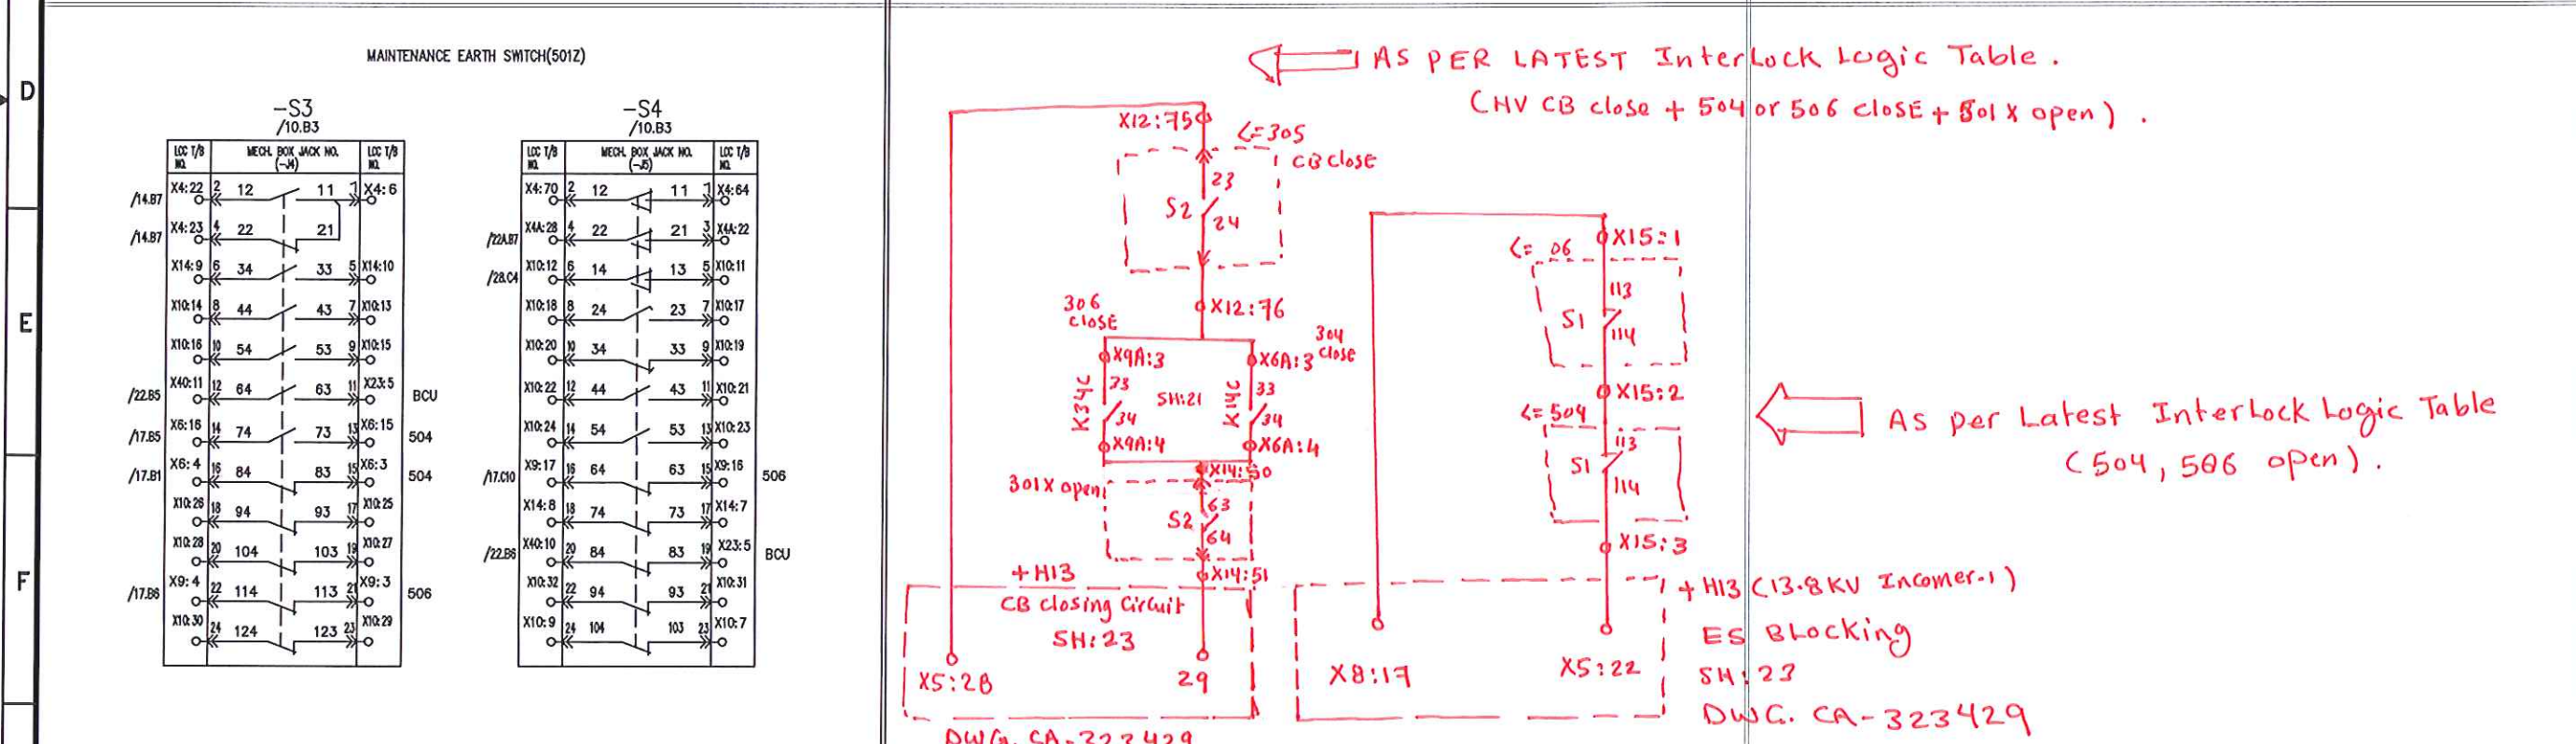 D
E
F
MAINTENANCE EARTH SWITCH(501Z)
-S3
/10.B3
LCC T/B NO. MECH. BOX JACK NO. (-J4) LCC T/B NO.
/14.B7 X4:22 2 12 11 1 X4:6
/14.B7 X4:23 4 22 21
X14:9 6 34 33 5 X14:10
X10:14 8 44 43 7 X10:13
X10:16 10 54 53 9 X10:15
/22.B5 X40:11 12 64 63 11 X23:5 BCU
/17.B5 X6:16 14 74 73 13 X6:15 504
/17.B1 X6:4 16 84 83 15 X6:3 504
X10:26 18 94 93 17 X10:25
X10:28 20 104 103 19 X10:27
/17.B6 X9:4 22 114 113 21 X9:3 506
X10:30 24 124 123 23 X10:29
-S4
/10.B3
LCC T/B NO. MECH. BOX JACK NO. (-J5) LCC T/B NO.
X4:70 2 12 11 1 X4:64
/22A.B7 X4A:28 4 22 21 3 X4A:22
/28.C4 X10:12 6 14 13 5 X10:11
X10:18 8 24 23 7 X10:17
X10:20 10 34 33 9 X10:19
X10:22 12 44 43 11 X10:21
X10:24 14 54 53 13 X10:23
/17.C10 X9:17 16 64 63 15 X9:16 506
X14:8 18 74 73 17 X14:7
/22.B6 X40:10 20 84 83 19 X23:5 BCU
X10:32 22 94 93 21 X10:31
X10:9 24 104 103 23 X10:7
AS PER LATEST InterLock Logic Table.
(HV CB close + 504 or 506 close + 801X open).
X12:75
<=305
CB close
23
S2
24
X12:76
306 close
304 close
X9A:3
X6A:3
K34C
73
34
SH:21
K14C
33
34
X9A:4
X6A:4
X14:50
301X open
63
S2
64
X14:51
+H13
CB closing Circuit
SH:23
X5:28
29
DWG. CA-323429
X15:1
<= 06
113
S1
114
X15:2
<=504
113
S1
114
X15:3
X8:17
X5:22
As per Latest InterLock Logic Table
(504, 506 open).
+H13 (13.8KV Incomer-1)
ES BLocking
SH:23
DWG. CA-323429